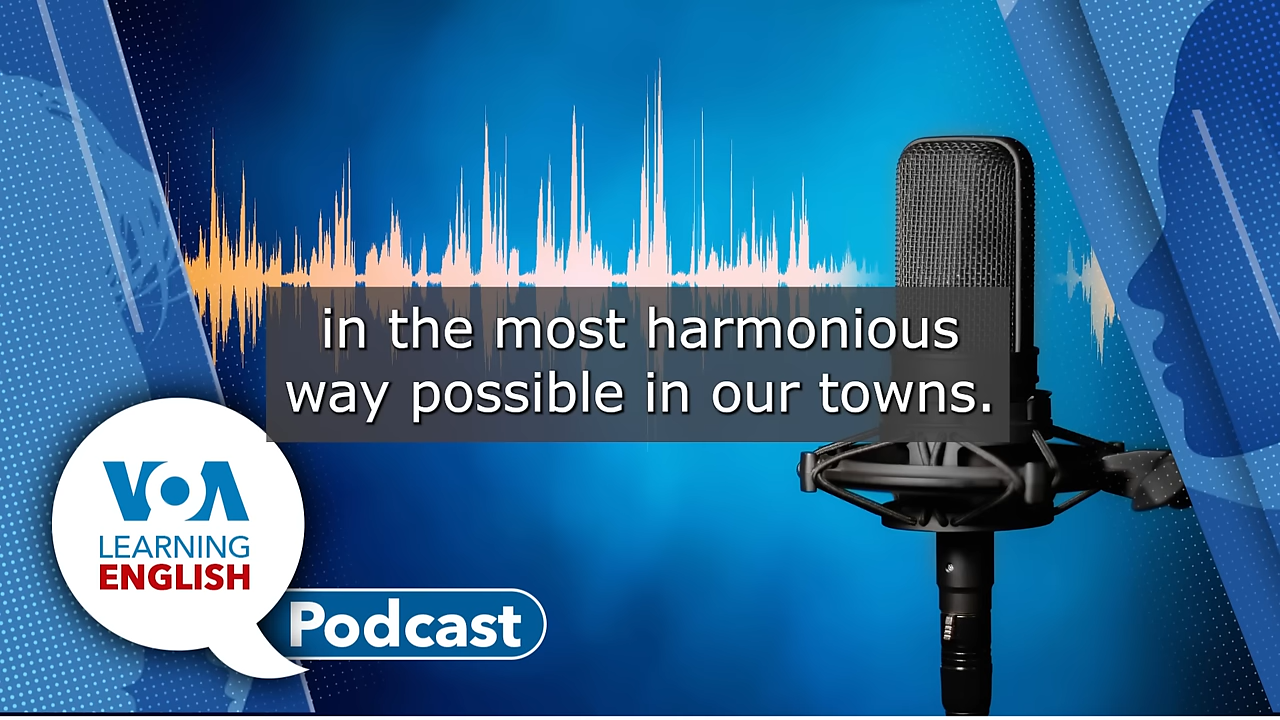 in the most harmonious
way possible in our towns.
VOA
LEARNING
ENGLISH
Podcast